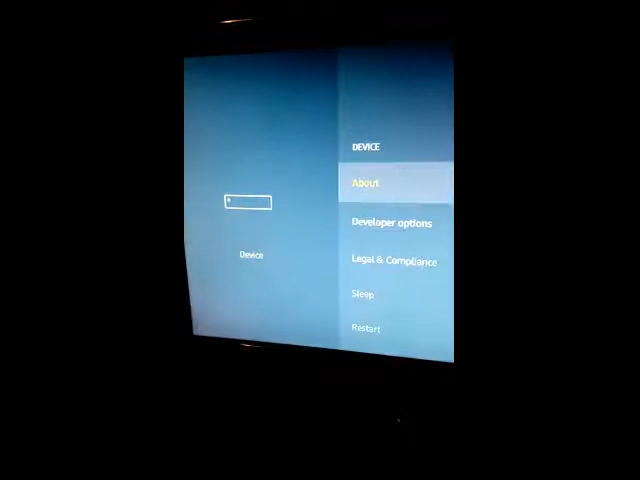 DEVICE
About
Developer options
Legal & Compliance
Device
Sleep
Restart